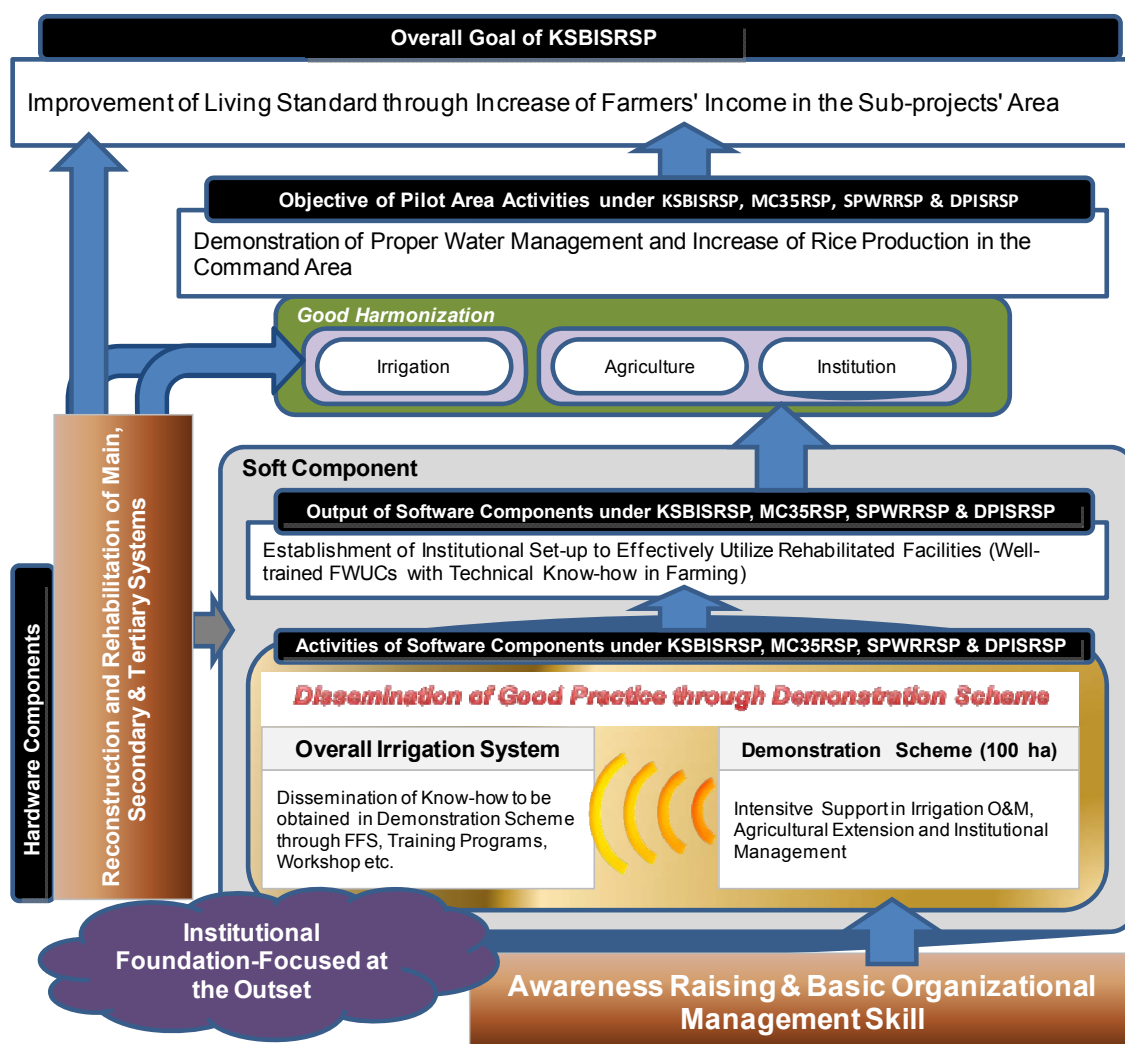 Overall Goal of KSBISRSP
Improvement of Living Standard through Increase of Farmers' Income in the Sub-projects' Area
Objective of Pilot Area Activities under KSBISRSP, MC35RSP, SPWRRSP & DPISRSP
Demonstration of Proper Water Management and Increase of Rice Production in the
Command Area
Good Harmonization
Irrigation
Agriculture
Institution
Hardware Components
Reconstruction and Rehabilitation of Main,
Secondary & Tertiary Systems
Soft Component
Output of Software Components under KSBISRSP, MC35RSP, SPWRRSP & DPISRSP
Establishment of Institutional Set-up to Effectively Utilize Rehabilitated Facilities (Well-
trained FWUCs with Technical Know-how in Farming)
Activities of Software Components under KSBISRSP, MC35RSP, SPWRRSP & DPISRSP
Dissemination of Good Practice through Demonstration Scheme
Overall Irrigation System
Dissemination of Know-how to be
obtained in Demonstration Scheme
through FFS, Training Programs,
Workshop etc.
Demonstration Scheme (100 ha)
Intensitve Support in Irrigation O&M,
Agricultural Extension and Institutional
Management
Institutional
Foundation-Focused at
the Outset
Awareness Raising & Basic Organizational
Management Skill